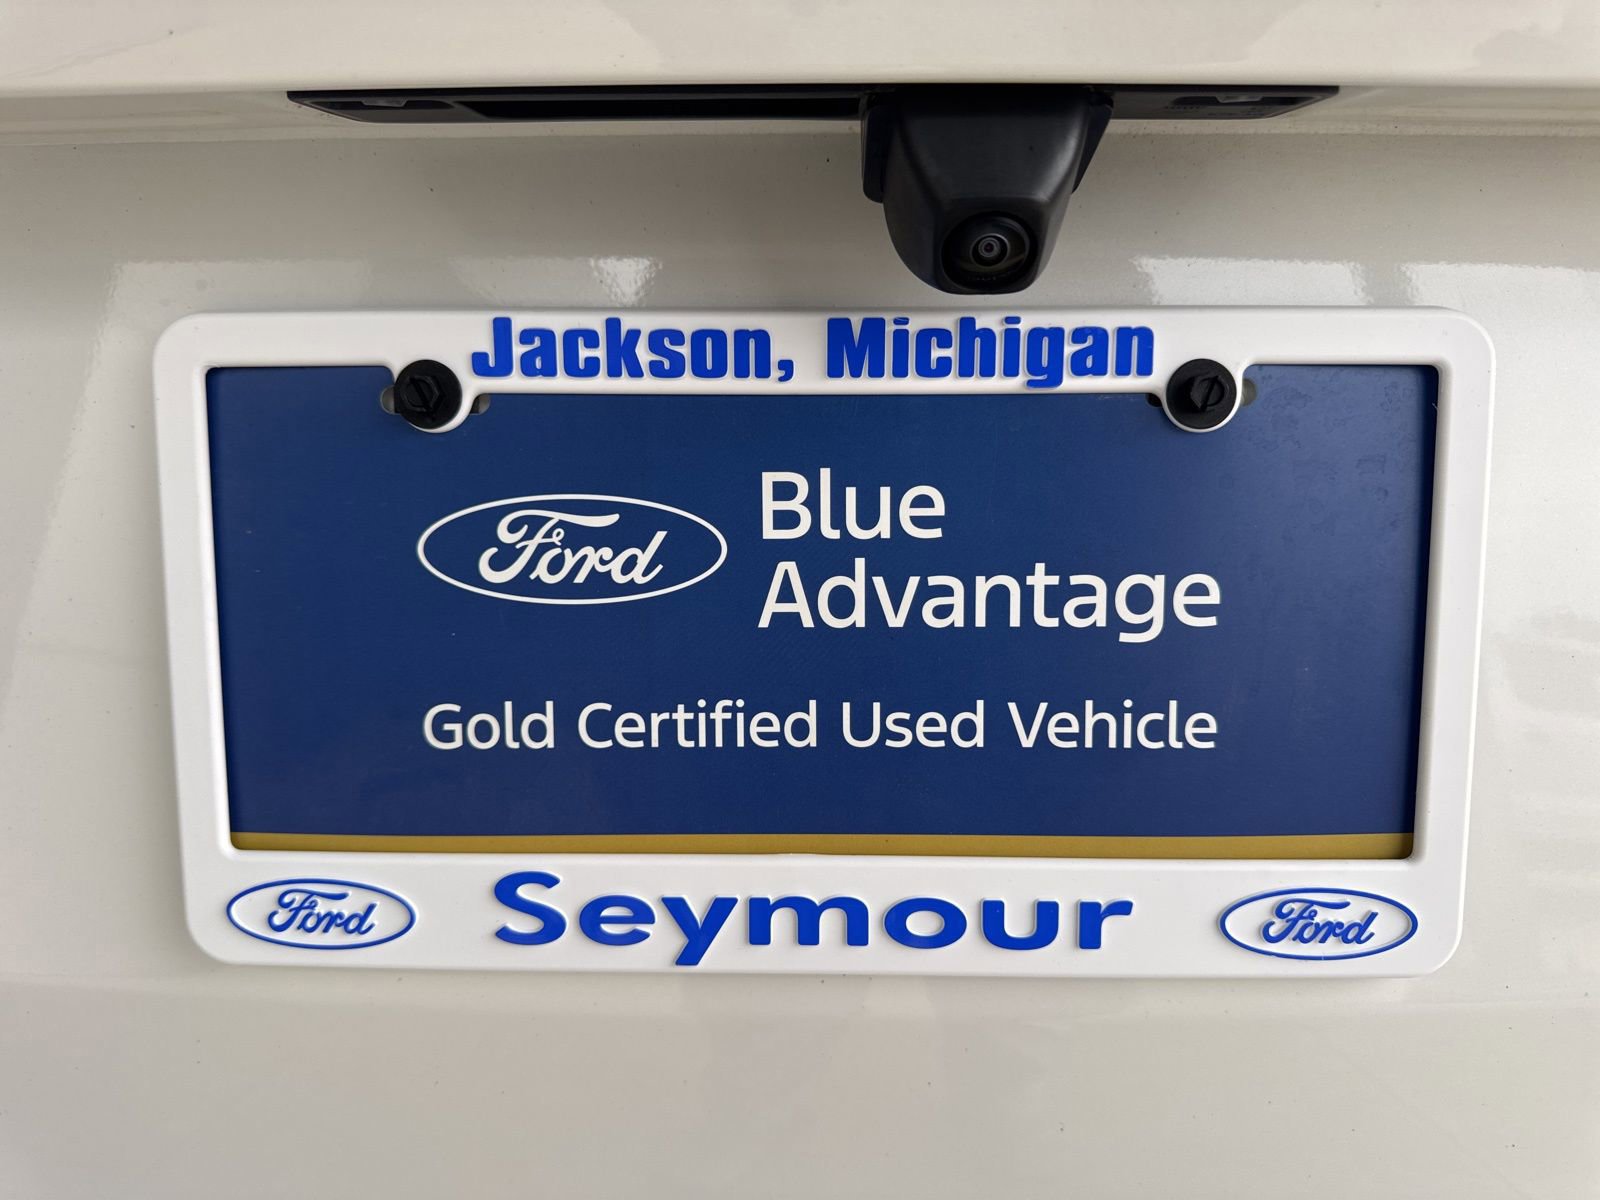 Jackson, Michigan
Ford
Blue
Advantage
Gold Certified Used Vehicle
Ford Seymour Ford